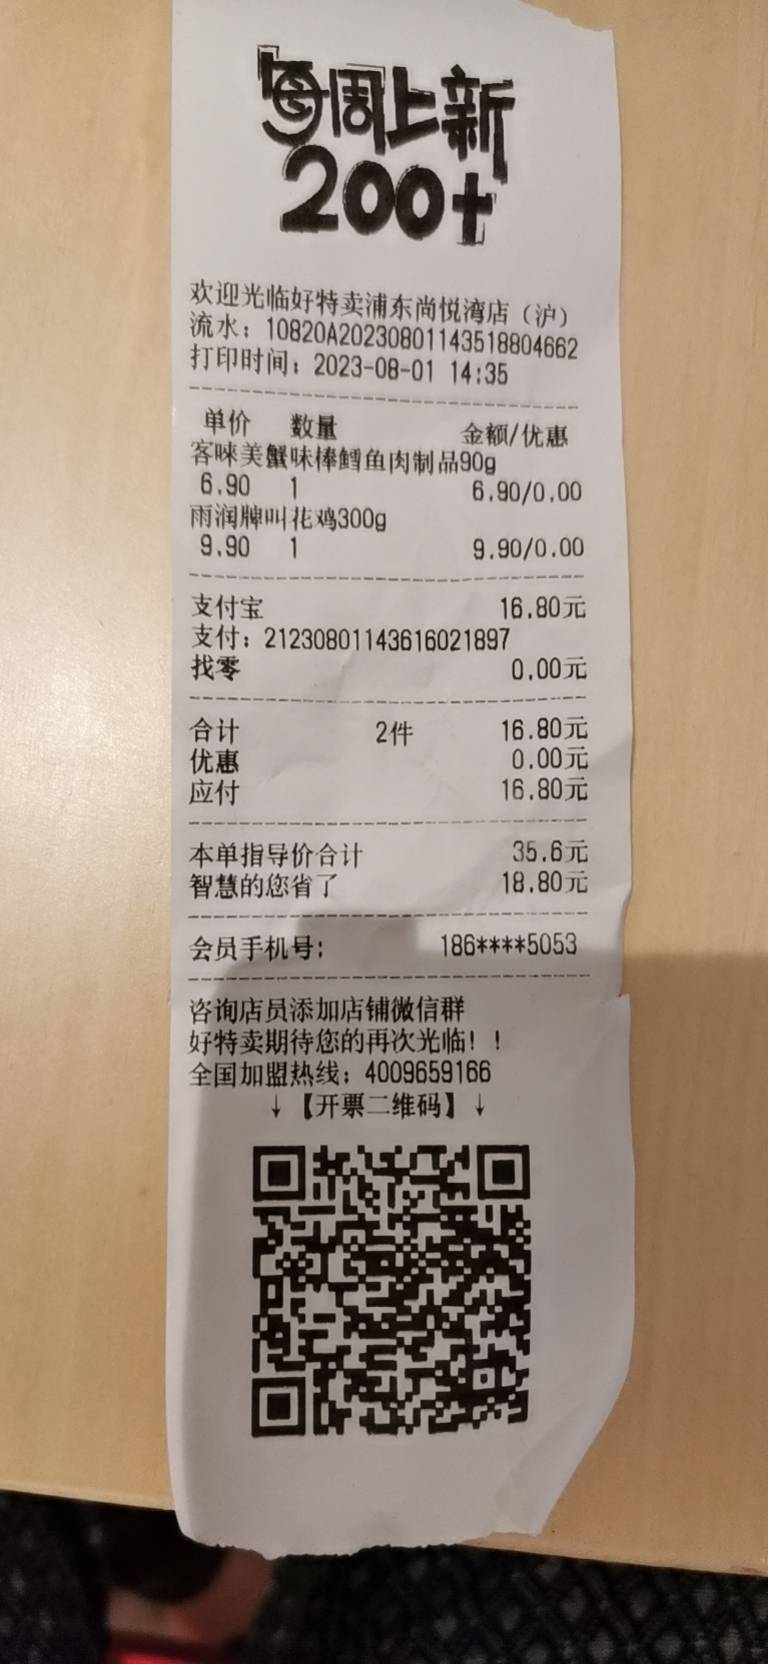 每周上新
200+
欢迎光临好特卖浦东尚悦湾店（沪）
流水：10820A20230801143518804662
打印时间：2023-08-01 14:35
单价 数量 金额/优惠
客唻美蟹味棒鳕鱼肉制品90g
6.90 1 6.90/0.00
雨润牌叫花鸡300g
9.90 1 9.90/0.00
支付宝 16.80元
支付：21230801143616021897
找零 0.00元
合计 2件 16.80元
优惠 0.00元
应付 16.80元
本单指导价合计 35.6元
智慧的您省了 18.80元
会员手机号： 186****5053
咨询店员添加店铺微信群
好特卖期待您的再次光临！！
全国加盟热线：4009659166
↓【开票二维码】↓